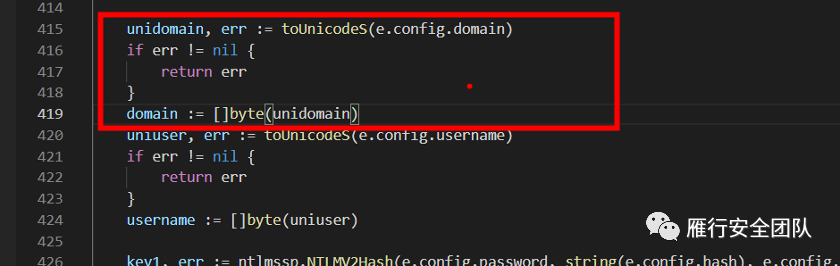 414
415 unidomain, err := toUnicodeS(e.config.domain)
416 if err != nil {
417 return err
418 }
419 domain := []byte(unidomain)
420 uniuser, err := toUnicodeS(e.config.username)
421 if err != nil {
422 return err
423 }
424 username := []byte(uniuser)
425
426 key1, err := ntlmssp.NTLMV2Hash(e.config.password, string(e.config.hash), e.config.
雁行安全团队